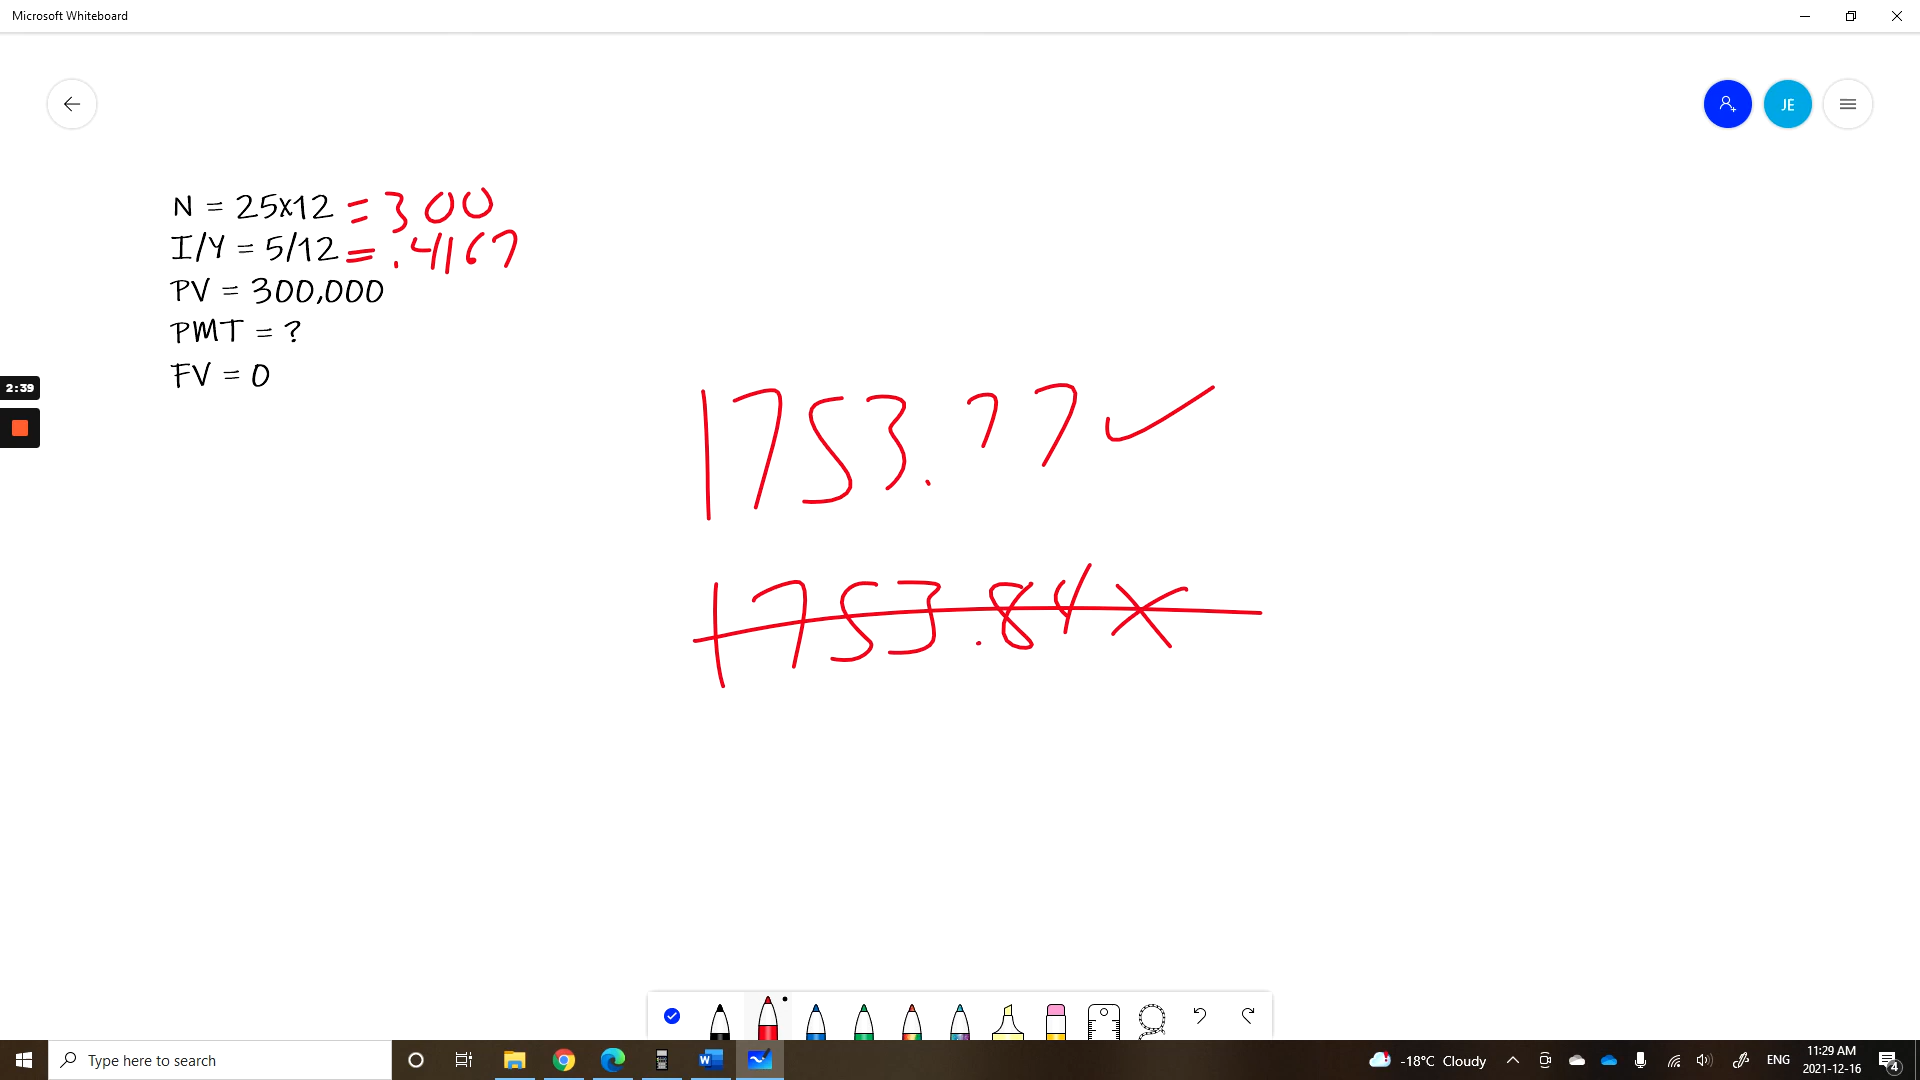 Microsoft Whiteboard
JE
N = 25x12 = 300
I/Y = 5/12 = .4167
PV = 300,000
PMT = ?
FV = 0
2:39
1753.77 ✓
1753.84 X
Type here to search
-18°C Cloudy
ENG
11:29 AM
2021-12-16
4